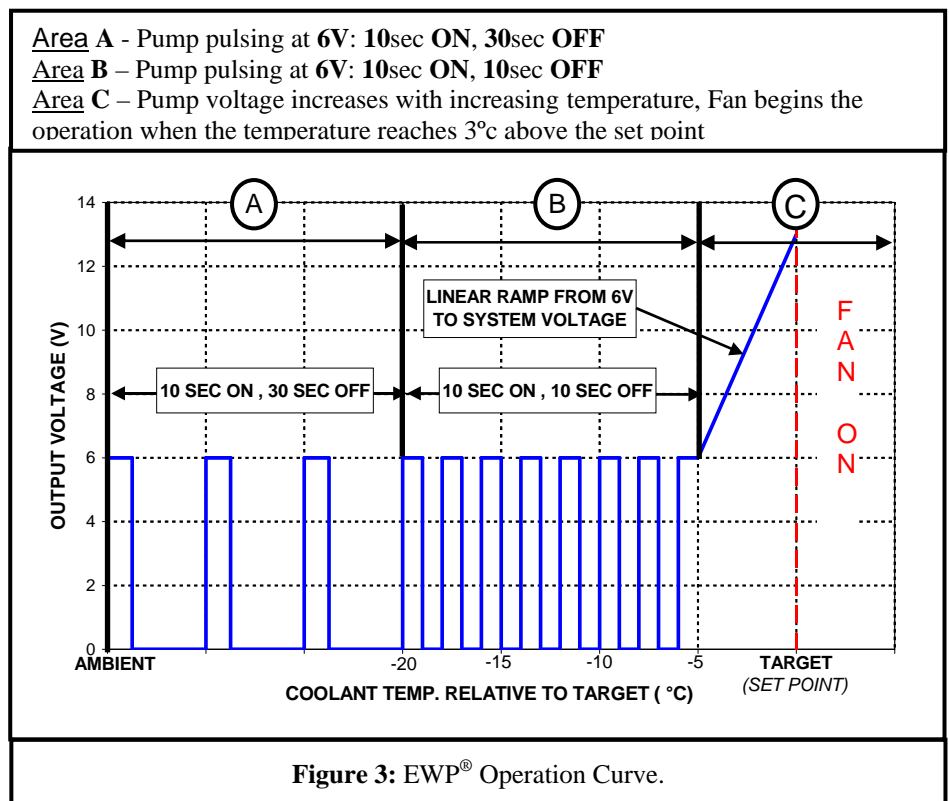 Area A - Pump pulsing at 6V: 10sec ON, 30sec OFF
Area B – Pump pulsing at 6V: 10sec ON, 10sec OFF
Area C – Pump voltage increases with increasing temperature, Fan begins the
operation when the temperature reaches 3ºc above the set point
A
B
C
14
12
10
8
6
4
2
0
OUTPUT VOLTAGE (V)
LINEAR RAMP FROM 6V
TO SYSTEM VOLTAGE
10 SEC ON , 30 SEC OFF
10 SEC ON , 10 SEC OFF
FAN ON
AMBIENT
-20
-15
-10
-5
TARGET
(SET POINT)
COOLANT TEMP. RELATIVE TO TARGET ( °C)
Figure 3: EWP® Operation Curve.